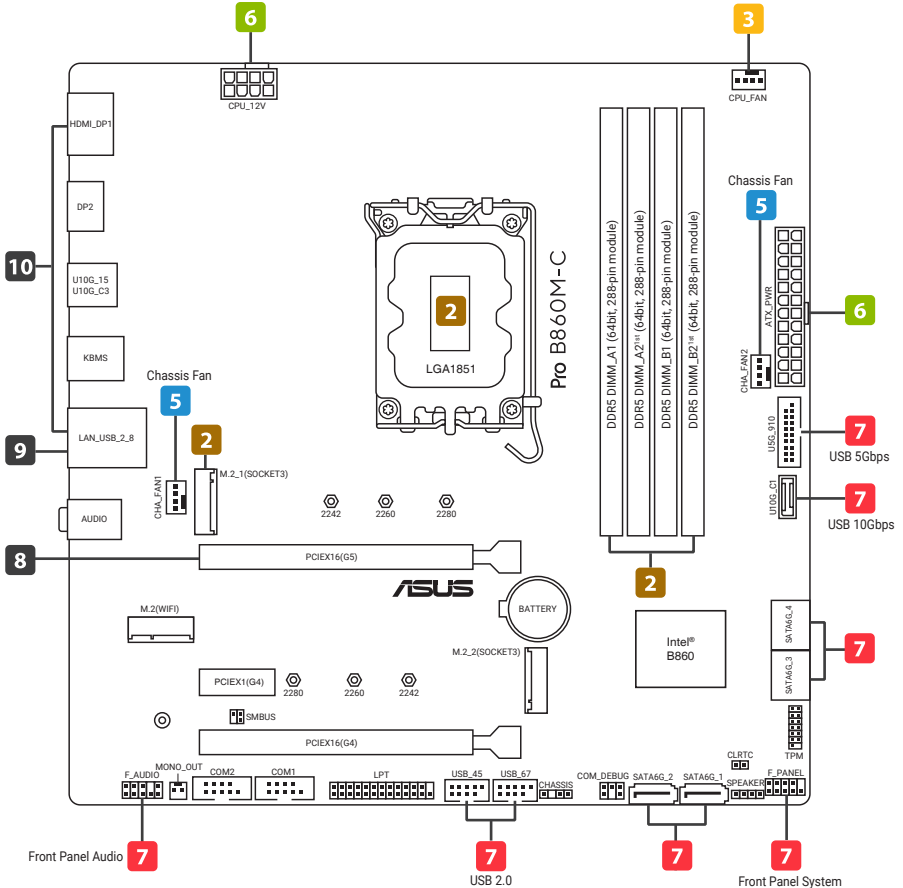 6
3
CPU_12V
CPU_FAN
HDMI_DP1
Chassis Fan
5
DP2
10
U10G_15
U10G_C3
2
LGA1851
Pro B860M-C
DDR5 DIMM_A1 (64bit, 288-pin module)
DDR5 DIMM_A2¹ˢᵗ (64bit, 288-pin module)
DDR5 DIMM_B1 (64bit, 288-pin module)
DDR5 DIMM_B2¹ˢᵗ (64bit, 288-pin module)
ATX_PWR
6
CHA_FAN2
KBMS
Chassis Fan
5
2
LAN_USB_2_8
9
M.2_1(SOCKET3)
CHA_FAN1
2242
2260
2280
U5G_910
7
USB 5Gbps
U10G_C1
7
USB 10Gbps
AUDIO
8
PCIEX16(G5)
2
ASUS
BATTERY
M.2(WIFI)
Intel®
B860
SATA6G_4
SATA6G_3
7
M.2_2(SOCKET3)
PCIEX1(G4)
2280
2260
2242
SMBUS
PCIEX16(G4)
TPM
CLRTC
F_AUDIO
MONO_OUT
COM2
COM1
LPT
USB_45
USB_67
CHASSIS
COM_DEBUG
SATA6G_2
SATA6G_1
SPEAKER
F_PANEL
Front Panel Audio
7
7
USB 2.0
7
7
Front Panel System